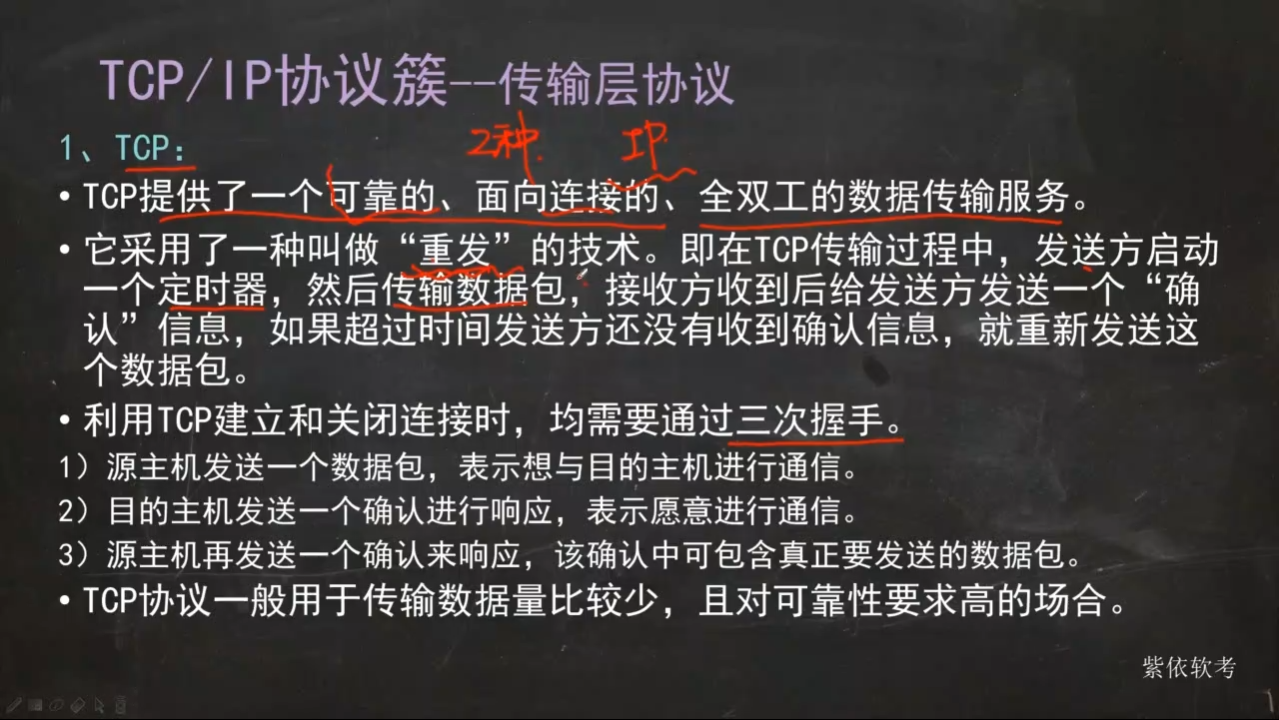 TCP/IP协议簇--传输层协议
2种. IP.
1、TCP：
• TCP提供了一个可靠的、面向连接的、全双工的数据传输服务。
• 它采用了一种叫做“重发”的技术。即在TCP传输过程中，发送方启动
一个定时器，然后传输数据包，接收方收到后给发送方发送一个“确
认”信息，如果超过时间发送方还没有收到确认信息，就重新发送这
个数据包。
• 利用TCP建立和关闭连接时，均需要通过三次握手。
1）源主机发送一个数据包，表示想与目的主机进行通信。
2）目的主机发送一个确认进行响应，表示愿意进行通信。
3）源主机再发送一个确认来响应，该确认中可包含真正要发送的数据包。
• TCP协议一般用于传输数据量比较少，且对可靠性要求高的场合。
紫依软考